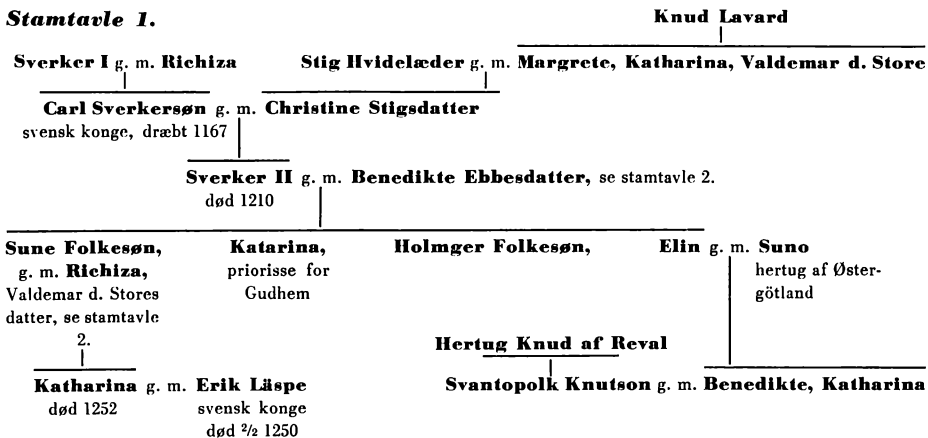 Stamtavle 1.
Knud Lavard
Sverker I g. m. Richiza
Stig Hvidelæder g. m. Margrete, Katharina, Valdemar d. Store
Carl Sverkersøn g. m. Christine Stigsdatter
svensk konge, dræbt 1167
Sverker II g. m. Benedikte Ebbesdatter, se stamtavle 2.
død 1210
Sune Folkesøn,
g. m. Richiza,
Valdemar d. Stores
datter, se stamtavle
2.
Katarina,
priorisse for
Gudhem
Holmger Folkesøn,
Elin g. m. Suno
hertug af Øster-
götland
Hertug Knud af Reval
Katharina g. m. Erik Läspe
død 1252
svensk konge
død 2/2 1250
Svantopolk Knutson g. m. Benedikte, Katharina